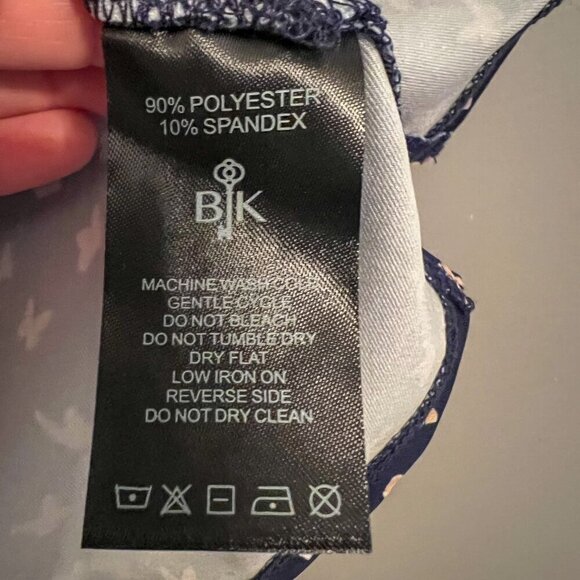 90% POLYESTER
10% SPANDEX
BK
MACHINE WASH COLD
GENTLE CYCLE
DO NOT BLEACH
DO NOT TUMBLE DRY
DRY FLAT
LOW IRON ON
REVERSE SIDE
DO NOT DRY CLEAN